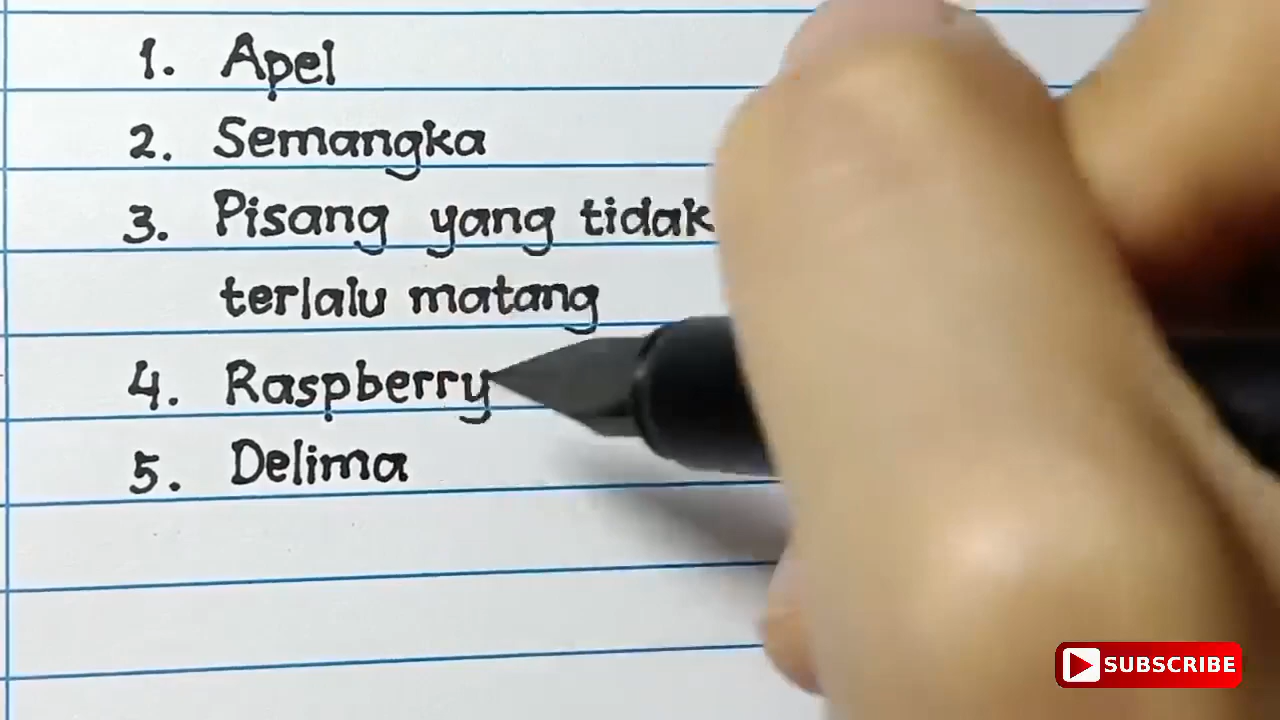 1. Apel
2. Semangka
3. Pisang yang tidak
terlalu matang
4. Raspberry
5. Delima
SUBSCRIBE